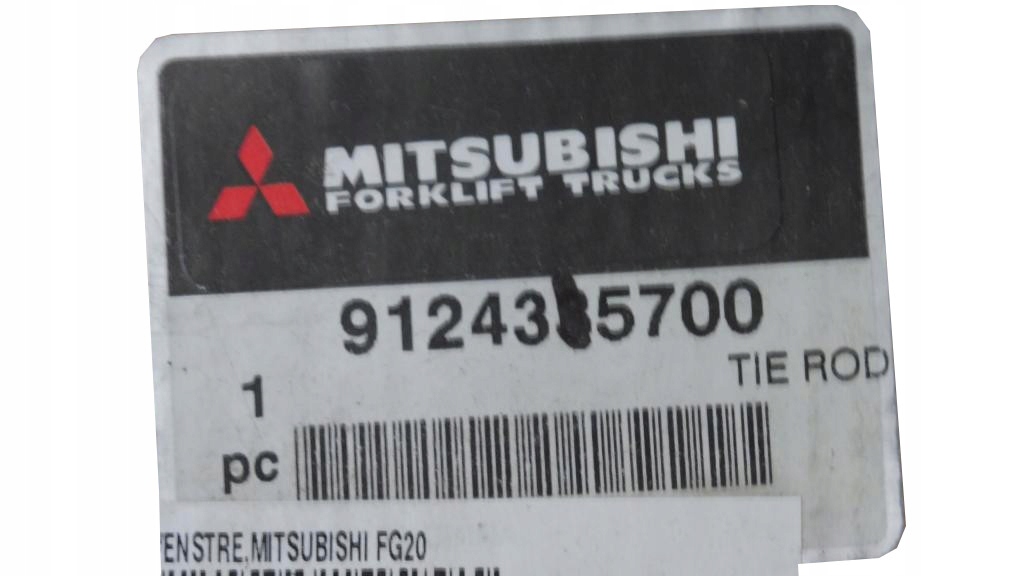 MITSUBISHI
FORKLIFT TRUCKS
TIE ROD
1
pc
ENSTRE,MITSUBISHI FG20